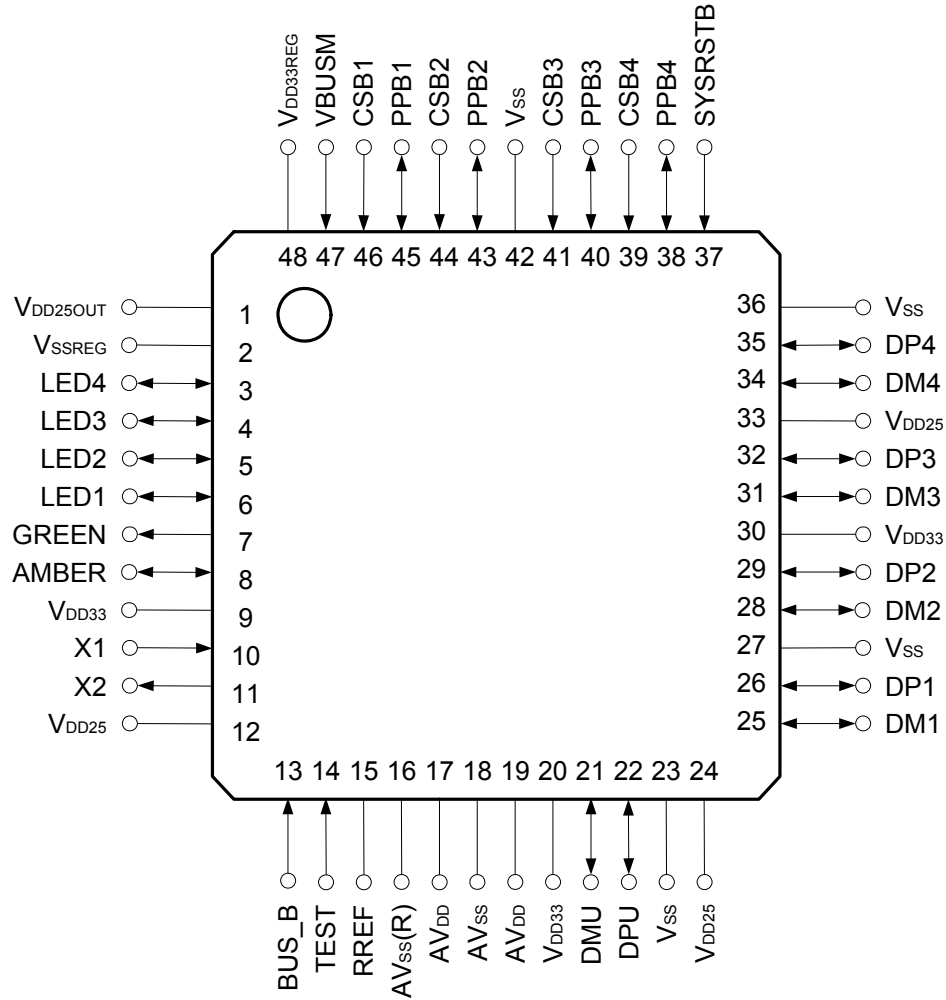 VDD33REG
VBUSM
CSB1
PPB1
CSB2
PPB2
VSS
CSB3
PPB3
CSB4
PPB4
SYSRSTB
48 47 46 45 44 43 42 41 40 39 38 37
VDD25OUT 1
VSSREG 2
LED4 3
LED3 4
LED2 5
LED1 6
GREEN 7
AMBER 8
VDD33 9
X1 10
X2 11
VDD25 12
36 VSS
35 DP4
34 DM4
33 VDD25
32 DP3
31 DM3
30 VDD33
29 DP2
28 DM2
27 VSS
26 DP1
25 DM1
13 14 15 16 17 18 19 20 21 22 23 24
BUS_B
TEST
RREF
AVSS(R)
AVDD
AVSS
AVDD
VDD33
DMU
DPU
VSS
VDD25